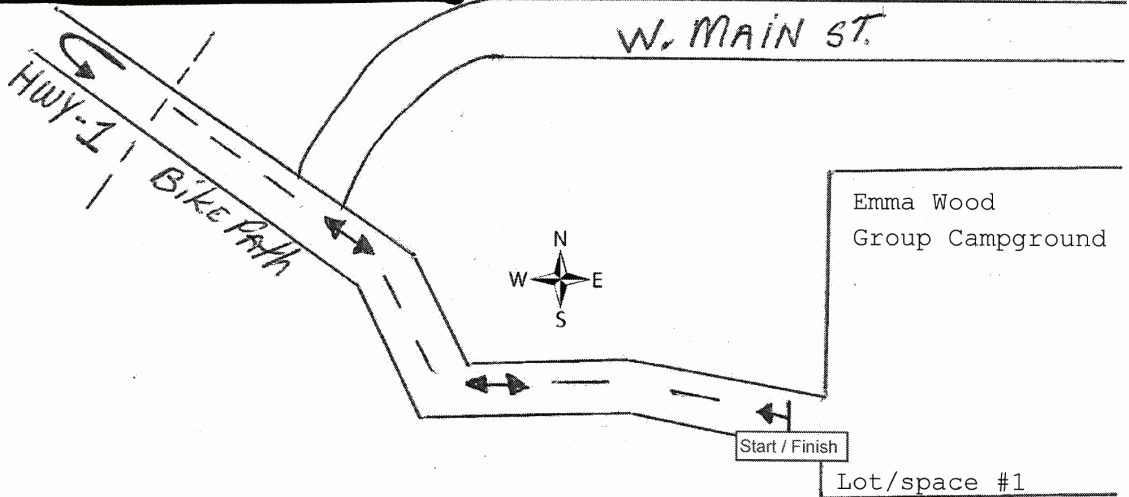 W. MAIN ST.
HWY-1
Bike Path
Emma Wood
Group Campground
N
W E
S
Start / Finish
Lot/space #1